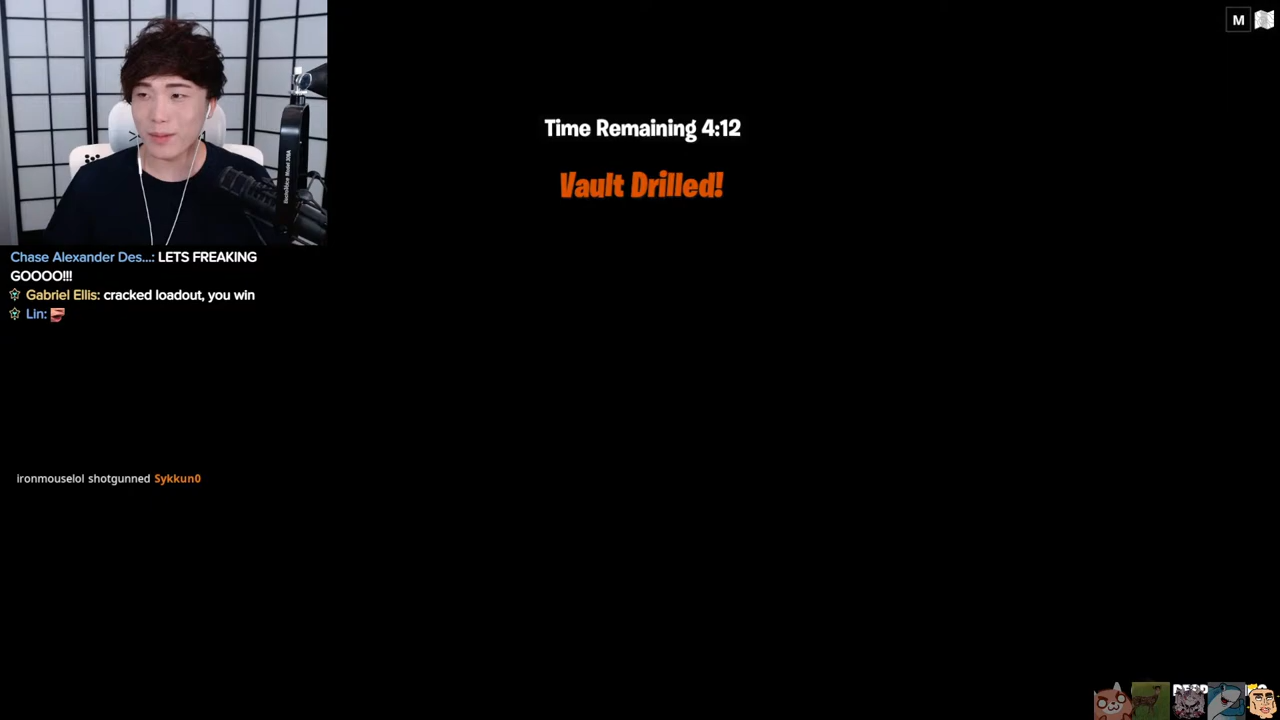 M
Time Remaining 4:12
Vault Drilled!
Chase Alexander Des...: LETS FREAKING
GOOOO!!!
Gabriel Ellis: cracked loadout, you win
Lin:
ironmouselol shotgunned Sykkun0